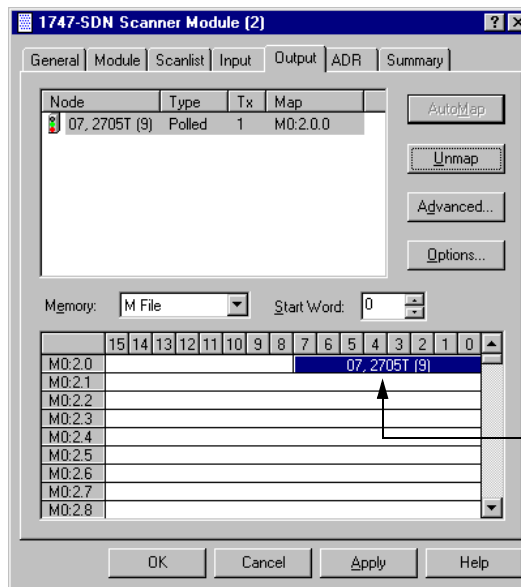 1747-SDN Scanner Module (2)
General Module Scanlist Input Output ADR Summary
Node Type Tx Map
07, 2705T (9) Polled 1 M0:2.0.0
AutoMap
Unmap
Advanced...
Options...
Memory: M File Start Word: 0
15 14 13 12 11 10 9 8 7 6 5 4 3 2 1 0
M0:2.0 07, 2705T (9)
M0:2.1
M0:2.2
M0:2.3
M0:2.4
M0:2.5
M0:2.6
M0:2.7
M0:2.8
OK Cancel Apply Help